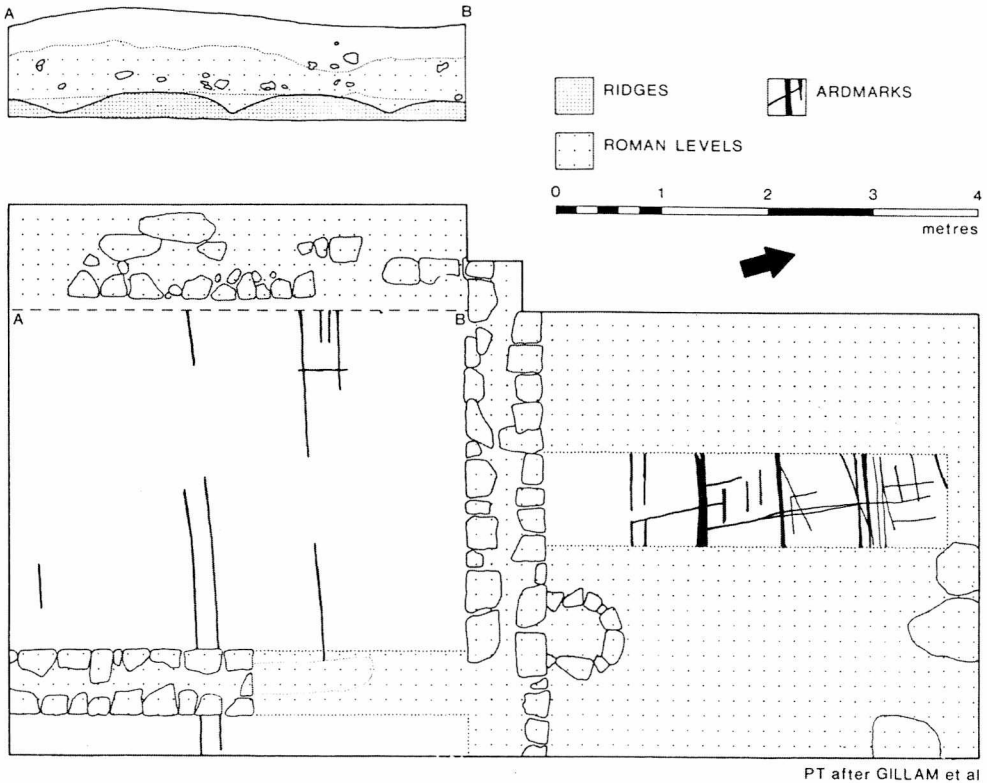 A B
RIDGES ARDMARKS
ROMAN LEVELS
0 1 2 3 4
metres
A B
PT after GILLAM et al